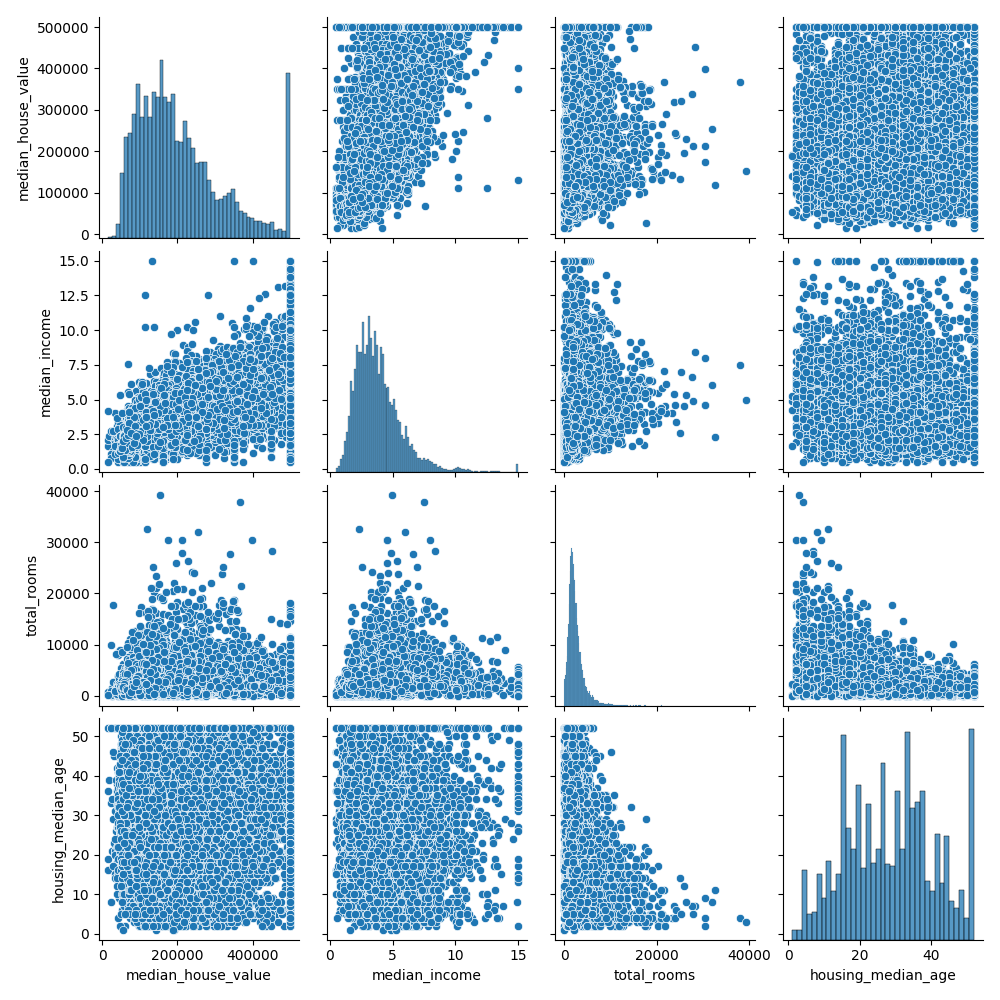 500000
400000
300000
200000
100000
0
median_house_value
15.0
12.5
10.0
7.5
5.0
2.5
0.0
median_income
40000
30000
20000
10000
0
total_rooms
50
40
30
20
10
0
housing_median_age
0 200000 400000
median_house_value
0 5 10 15
median_income
0 20000 40000
total_rooms
0 20 40
housing_median_age